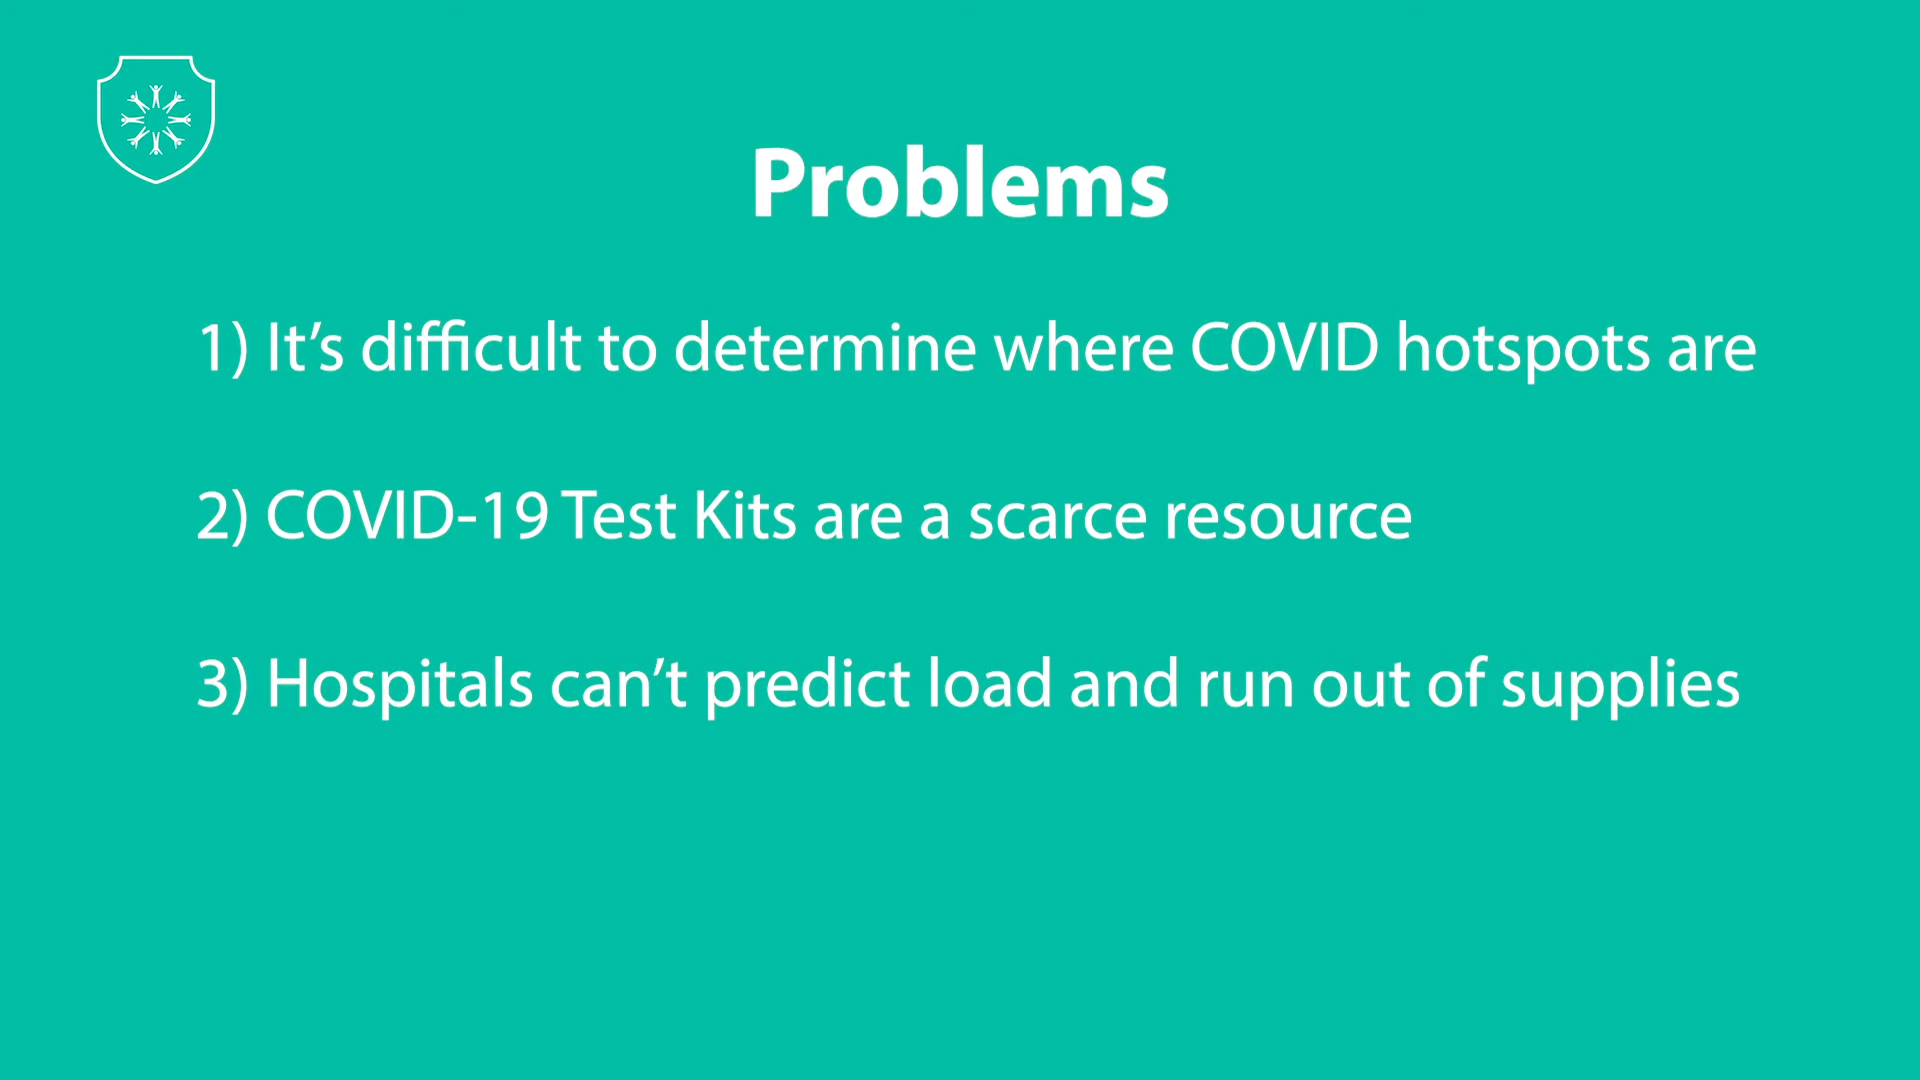 Problems
1) It’s difficult to determine where COVID hotspots are
2) COVID-19 Test Kits are a scarce resource
3) Hospitals can’t predict load and run out of supplies